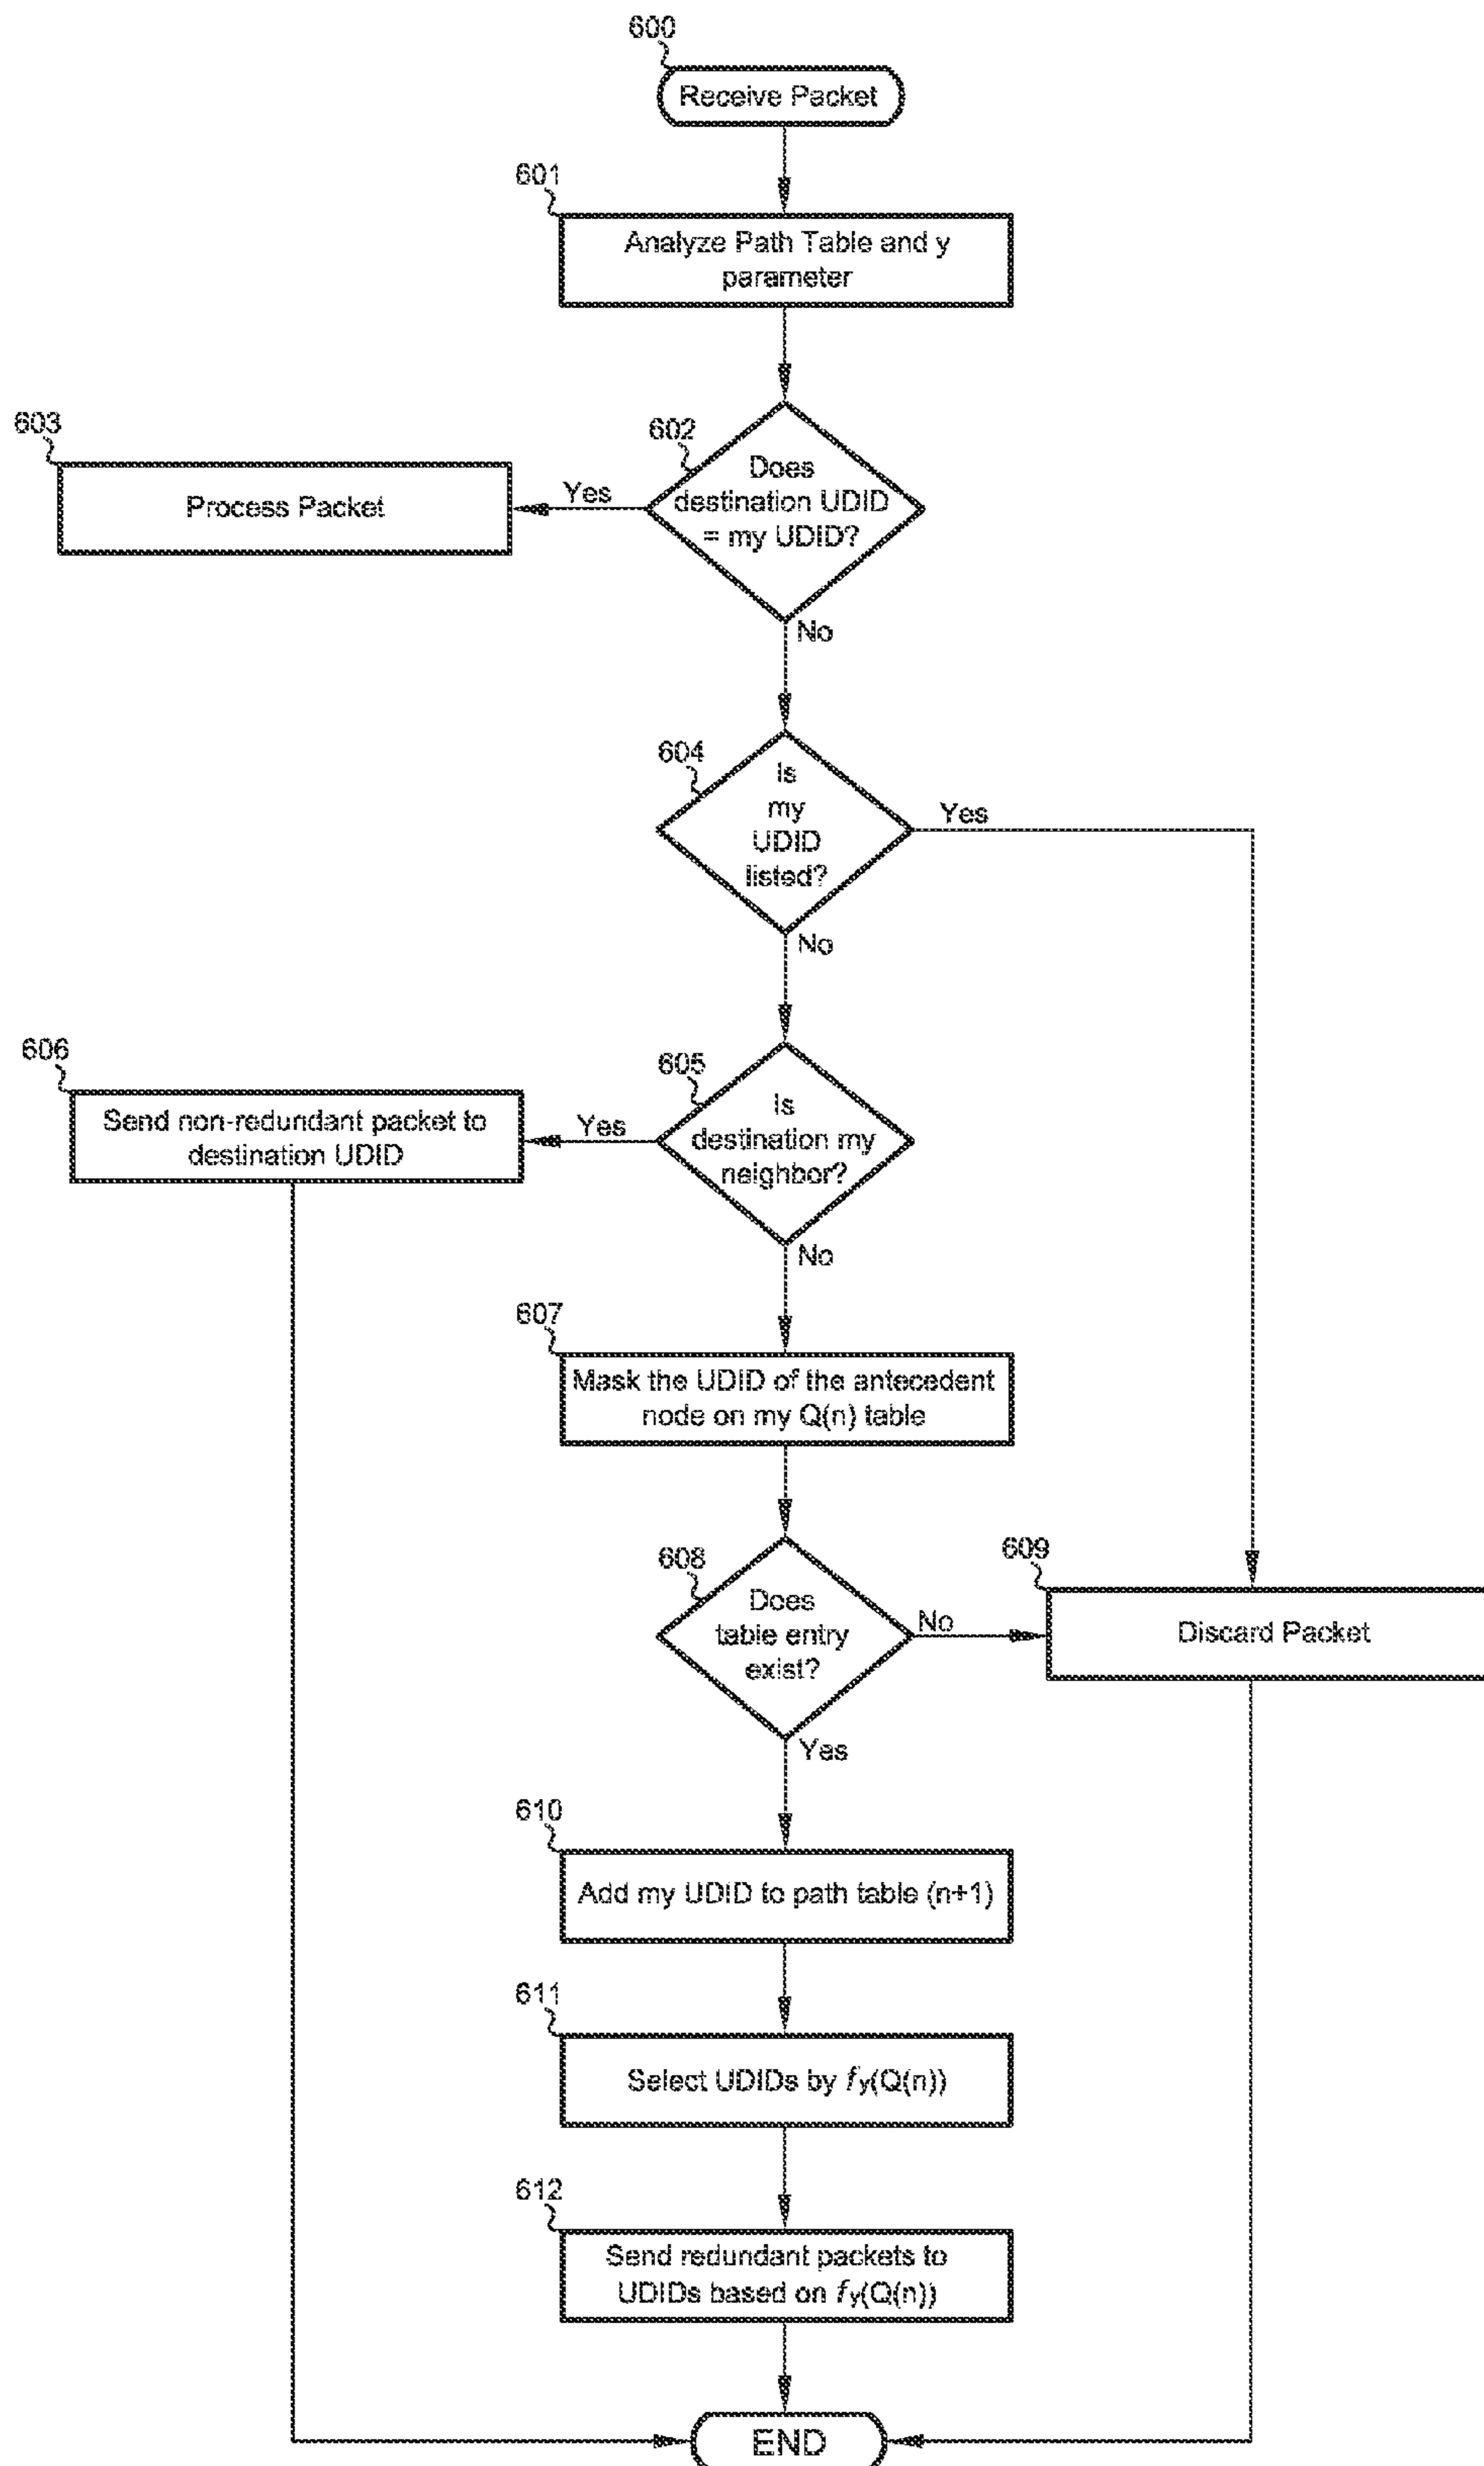 600
Receive Packet
601
Analyze Path Table and y
parameter
602
Does
destination UDID
= my UDID?
Yes
603
Process Packet
No
604
Is
my
UDID
listed?
Yes
No
605
Is
destination my
neighbor?
Yes
606
Send non-redundant packet to
destination UDID
No
607
Mask the UDID of the antecedent
node on my Q(n) table
608
Does
table entry
exist?
No
609
Discard Packet
Yes
610
Add my UDID to path table (n+1)
611
Select UDIDs by fy(Q(n))
612
Send redundant packets to
UDIDs based on fy(Q(n))
END